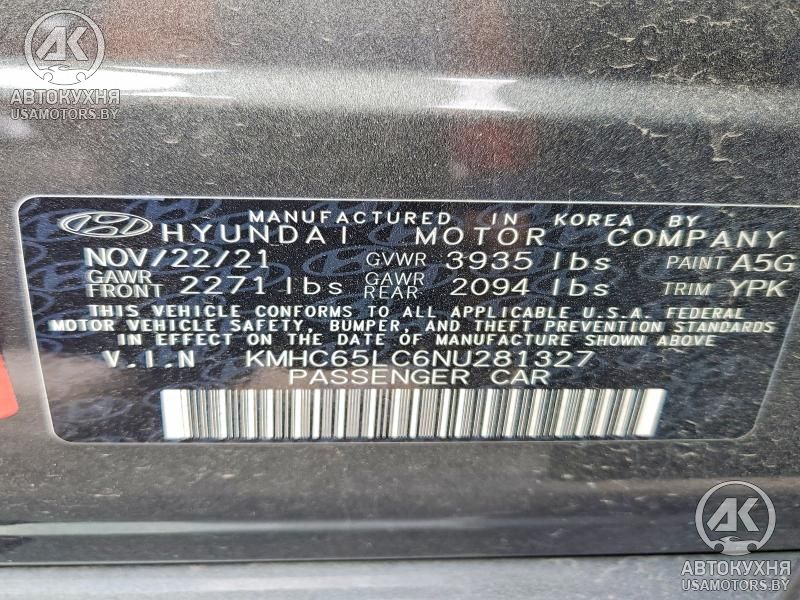 АК
АВТОКУХНЯ
USAMOTORS.BY
MANUFACTURED IN KOREA BY
HYUNDAI MOTOR COMPANY
NOV/22/21 GVWR 3935 lbs PAINT A5G
GAWR FRONT 2271 lbs GAWR REAR 2094 lbs TRIM YPK
THIS VEHICLE CONFORMS TO ALL APPLICABLE U.S.A. FEDERAL
MOTOR VEHICLE SAFETY, BUMPER, AND THEFT PREVENTION STANDARDS
IN EFFECT ON THE DATE OF MANUFACTURE SHOWN ABOVE
V.I.N KMHC65LC6NU281327
PASSENGER CAR
АК
АВТОКУХНЯ
USAMOTORS.BY